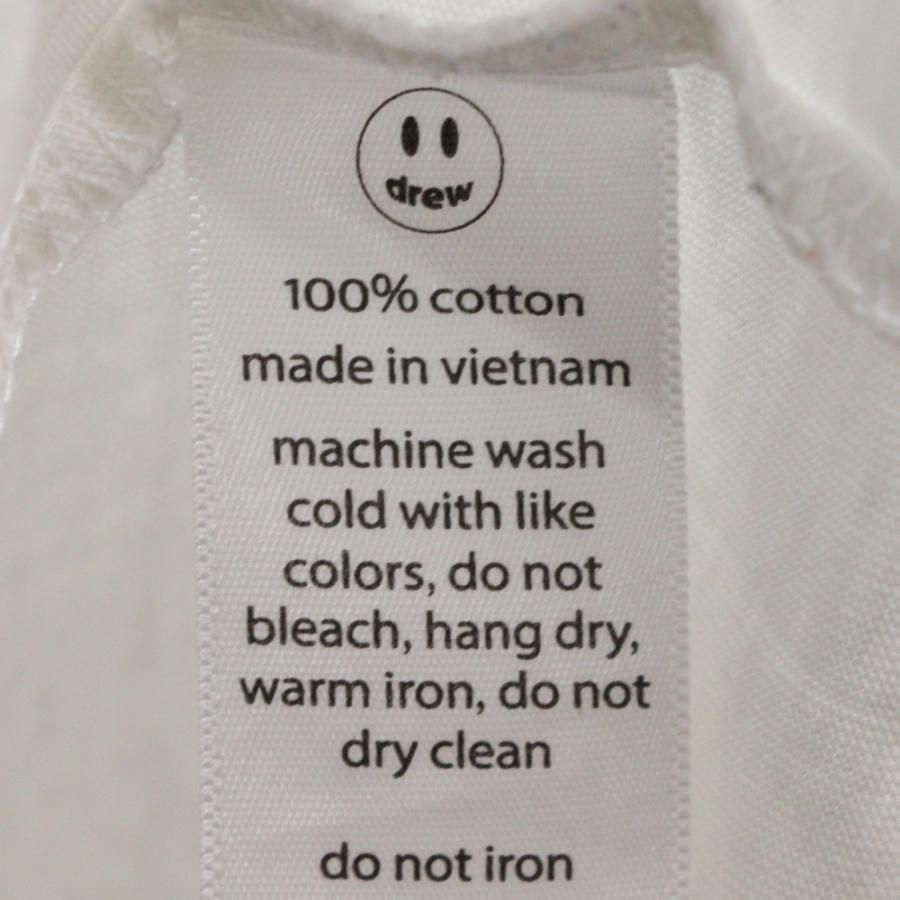 drew
100% cotton
made in vietnam
machine wash
cold with like
colors, do not
bleach, hang dry,
warm iron, do not
dry clean
do not iron